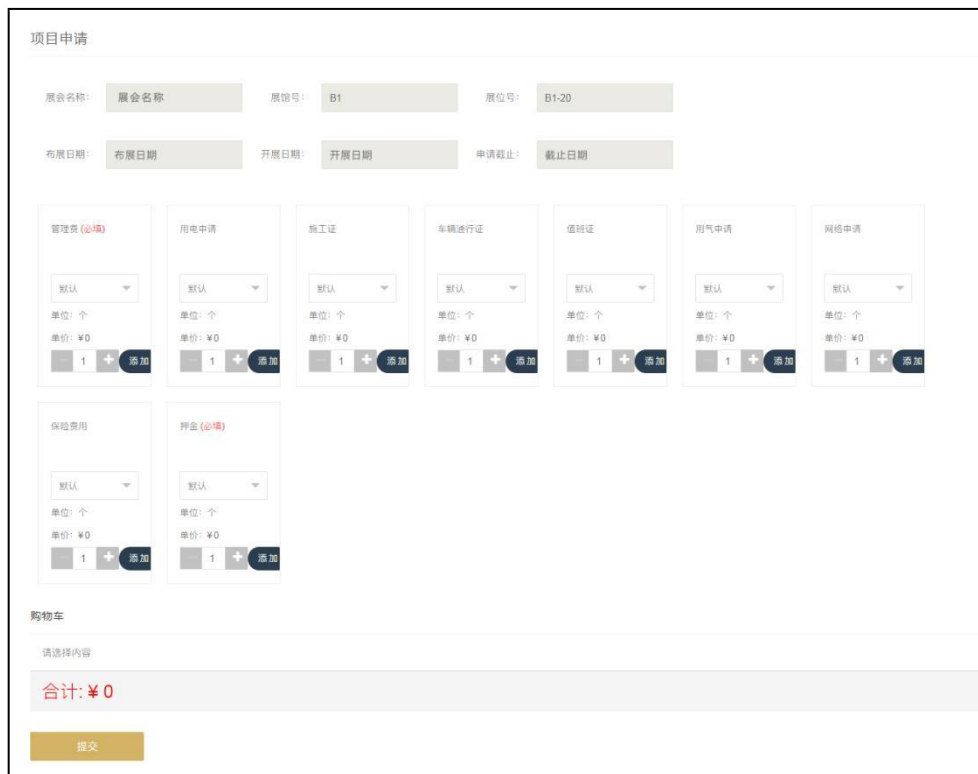 项目申请
展会名称： 展会名称 展馆号： B1 展位号： B1-20
布展日期： 布展日期 开展日期： 开展日期 申请截止： 截止日期
管理费 (必填) 用电申请 施工证 车辆通行证 值班证 用气申请 网络申请
默认 默认 默认 默认 默认 默认 默认
单位：个 单位：个 单位：个 单位：个 单位：个 单位：个 单位：个
单价：¥0 单价：¥0 单价：¥0 单价：¥0 单价：¥0 单价：¥0 单价：¥0
- 1 + 添加 - 1 + 添加 - 1 + 添加 - 1 + 添加 - 1 + 添加 - 1 + 添加 - 1 + 添加
保险费用 押金 (必填)
默认 默认
单位：个 单位：个
单价：¥0 单价：¥0
- 1 + 添加 - 1 + 添加
购物车
请选择内容
合计: ¥ 0
提交